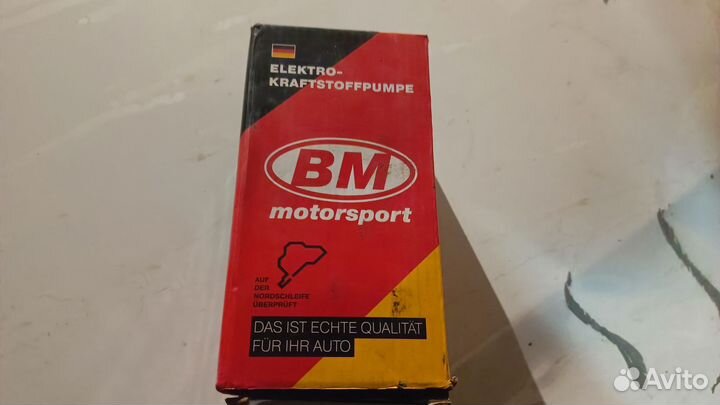 ELEKTRO-
KRAFTSTOFFPUMPE
BM
motorsport
AUF
DER
NORDSCHLEIFE
ÜBERPRÜFT
DAS IST ECHTE QUALITÄT
FÜR IHR AUTO
Avito